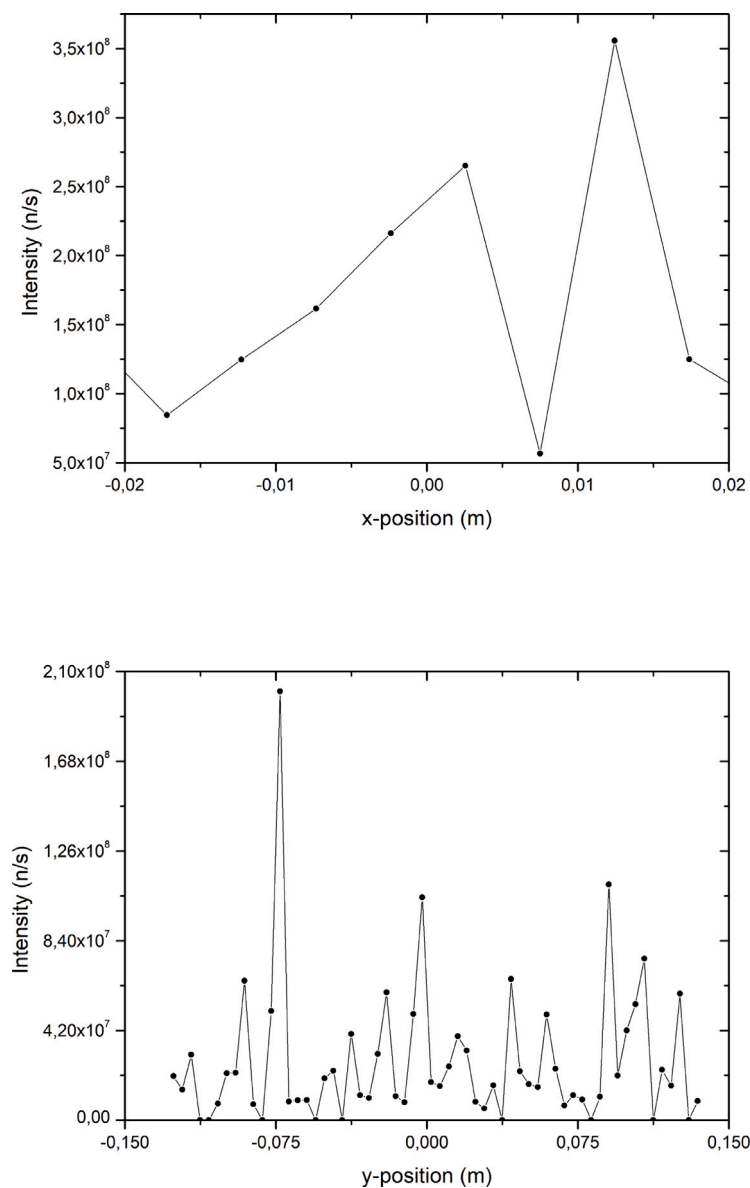 3,5x10⁸
3,0x10⁸
2,5x10⁸
2,0x10⁸
1,5x10⁸
1,0x10⁸
5,0x10⁷
Intensity (n/s)
-0,02
-0,01
0,00
0,01
0,02
x-position (m)
2,10x10⁸
1,68x10⁸
1,26x10⁸
8,40x10⁷
4,20x10⁷
0,00
Intensity (n/s)
-0,150
-0,075
0,000
0,075
0,150
y-position (m)